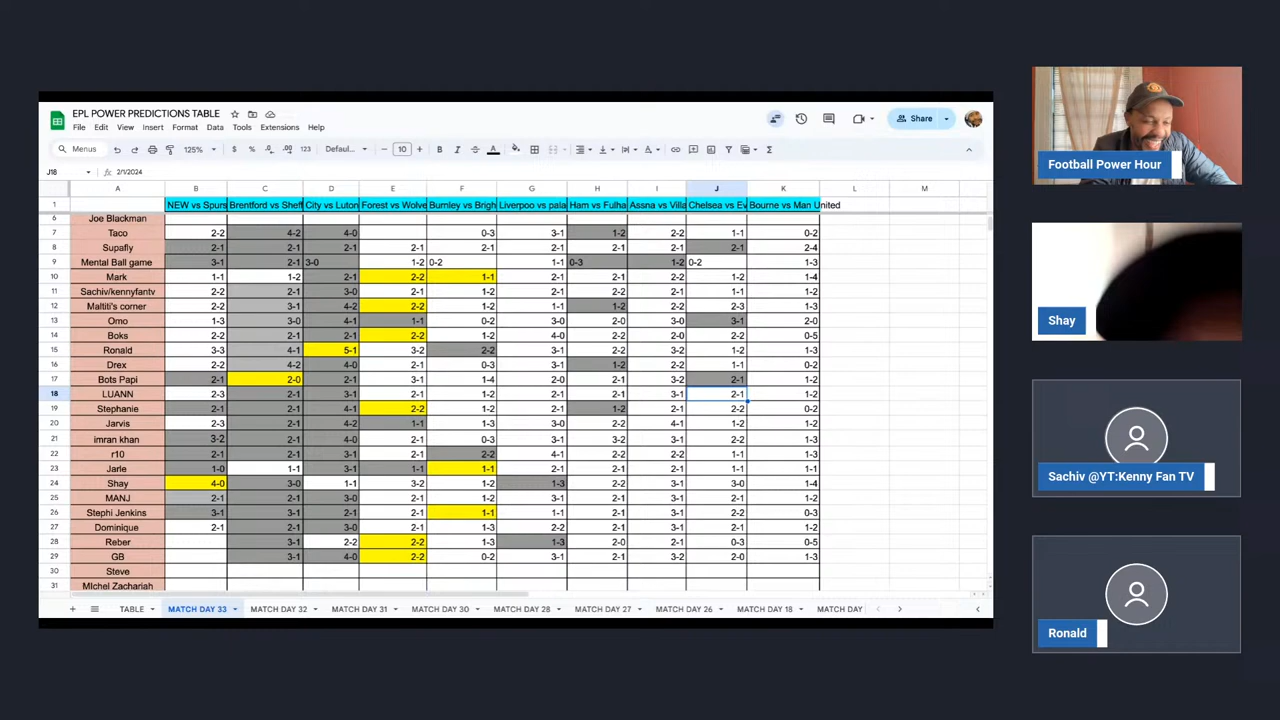 EPL POWER PREDICTIONS TABLE
File Edit View Insert Format Data Tools Extensions Help
Share
Menus 125% $ % .0 .00 123 Defaul... 10 B I A
J18 fx 2/1/2024
A B C D E F G H I J K L M
1 NEW vs Spurs Brentford vs Sheff City vs Luton Forest vs Wolve Burnley vs Brigh Liverpoo vs pala Ham vs Fulha Assna vs Villa Chelsea vs Ev Bourne vs Man United
6 Joe Blackman
7 Taco 2-2 4-2 4-0 0-3 3-1 1-2 2-2 1-1 0-2
8 Supafly 2-1 2-1 2-1 2-1 2-1 2-1 2-1 2-1 2-1 2-4
9 Mental Ball game 3-1 2-1 3-0 1-2 0-2 1-1 0-3 1-2 0-2 1-3
10 Mark 1-1 1-2 2-1 2-2 1-1 2-1 2-1 2-2 1-2 1-4
11 Sachiv/kennyfantv 2-2 2-1 3-0 2-1 1-2 3-1 2-1 2-2 2-2 1-3
12 Maltiti's corner 2-2 3-1 4-2 2-2 1-2 1-1 1-2 2-2 2-3 1-3
13 Omo 1-3 3-0 4-1 1-1 0-2 3-0 2-0 3-0 3-1 2-0
14 Boks 2-2 2-1 2-1 2-2 1-2 4-0 2-2 2-0 2-2 0-5
15 Ronald 3-3 4-1 5-1 3-2 2-2 3-1 2-2 3-2 1-2 1-3
16 Drex 2-2 4-2 4-0 2-1 0-3 3-1 1-2 2-2 1-1 0-2
17 Bots Papi 2-1 2-0 2-1 3-1 1-4 2-0 2-1 3-2 2-1 1-2
18 LUANN 2-3 2-1 3-1 2-1 1-2 2-1 2-1 3-1 2-1 1-2
19 Stephanie 2-1 2-1 4-1 2-2 1-2 2-1 1-2 2-1 2-2 0-2
20 Jarvis 2-3 2-1 4-2 1-1 1-3 3-0 2-2 4-1 1-2 1-2
21 imran khan 3-2 2-1 4-0 2-1 0-3 3-1 3-2 3-1 2-2 1-3
22 r10 2-1 2-1 3-1 2-1 2-2 4-1 2-2 2-1 1-1 1-3
23 Jarle 1-0 1-1 3-1 1-1 1-1 2-1 2-1 3-1 1-1 1-1
24 Shay 4-0 3-0 1-1 3-2 1-2 1-3 2-2 3-1 3-0 1-4
25 MANJ 2-1 2-1 3-0 2-1 1-2 3-1 2-1 3-1 2-1 1-2
26 Stephi Jenkins 3-1 3-1 2-1 2-1 1-1 1-1 2-1 3-2 2-2 0-3
27 Dominique 2-1 2-1 3-0 2-1 1-3 2-2 2-1 3-1 2-1 1-2
28 Reber 3-1 2-2 2-2 1-3 1-3 2-0 2-1 0-3 0-5
29 GB 3-1 4-0 2-2 0-2 3-1 2-1 3-2 2-0 1-3
30 Steve
31 MIchel Zachariah
TABLE MATCH DAY 33 MATCH DAY 32 MATCH DAY 31 MATCH DAY 30 MATCH DAY 28 MATCH DAY 27 MATCH DAY 26 MATCH DAY 18 MATCH DAY
Football Power Hour
Shay
Sachiv @YT:Kenny Fan TV
Ronald